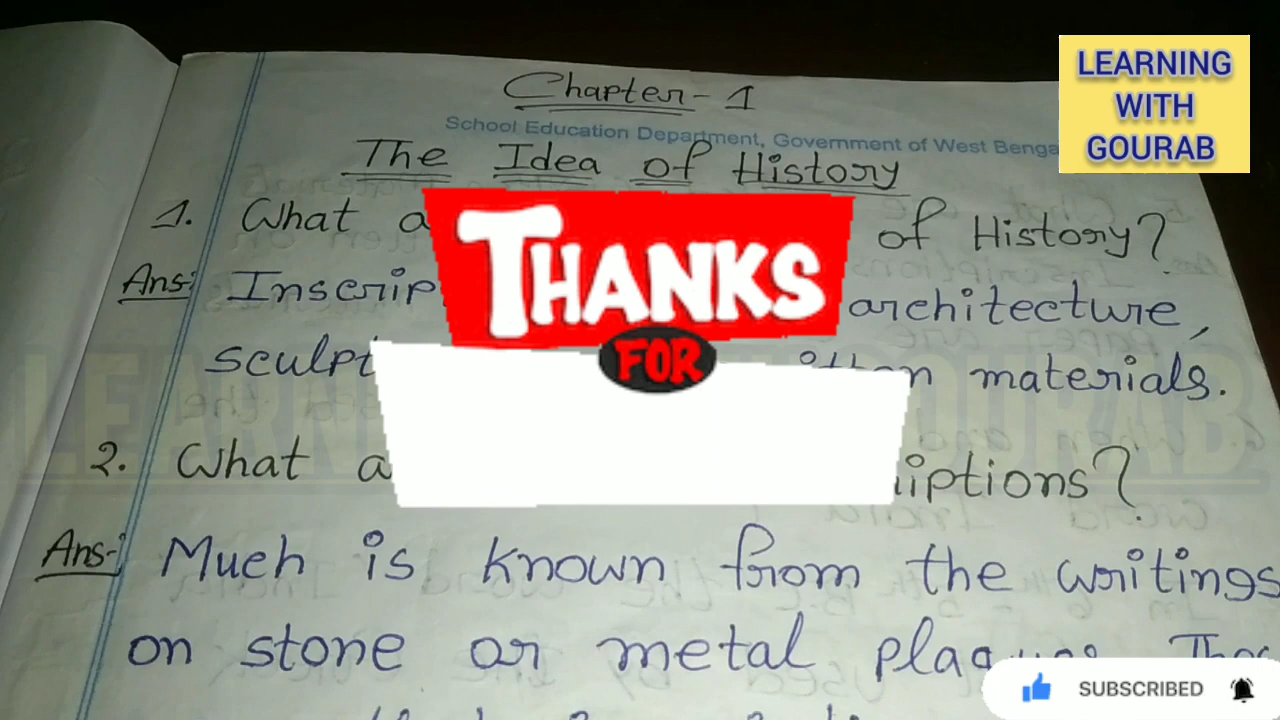 LEARNING
WITH
GOURAB
Chapter-1
School Education Department, Government of West Benga
The Idea of History
1. What a of History?
Ans: Inscrip architecture,
sculpt materials.
2. What a iptions?
Ans: Much is known from the writings
on stone or metal
THANKS
FOR
LEARN GOURAB
SUBSCRIBED